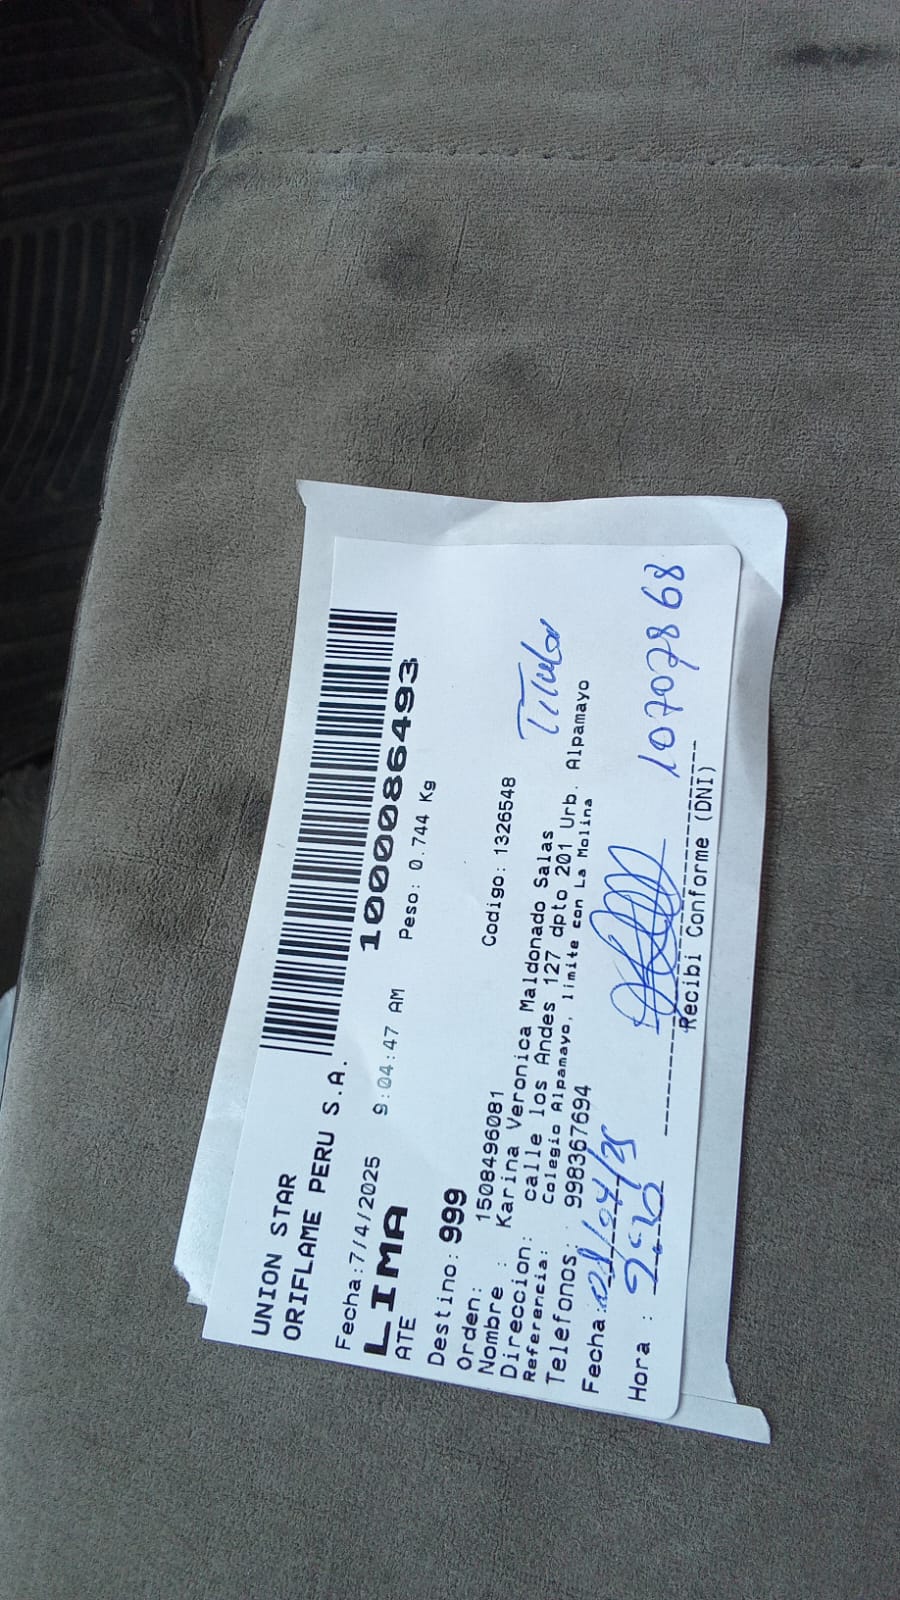 UNION STAR
ORIFLAME PERU S.A.
1000086493
Fecha:7/4/2025 9:04:47 AM Peso: 0.744 Kg
LIMA
ATE
Destino: 999
Orden: 1508496081 Codigo: 1326548
Nombre : Karina Veronica Maldonado Salas
Titular
Direccion: calle los Andes 127 dpto 201 Urb. Alpamayo
Referencia: Colegio Alpamayo, limite con La Molina
Telefonos : 998367694
Fecha: 08/04/25
Hora : 10707868
Recibi Conforme (DNI)